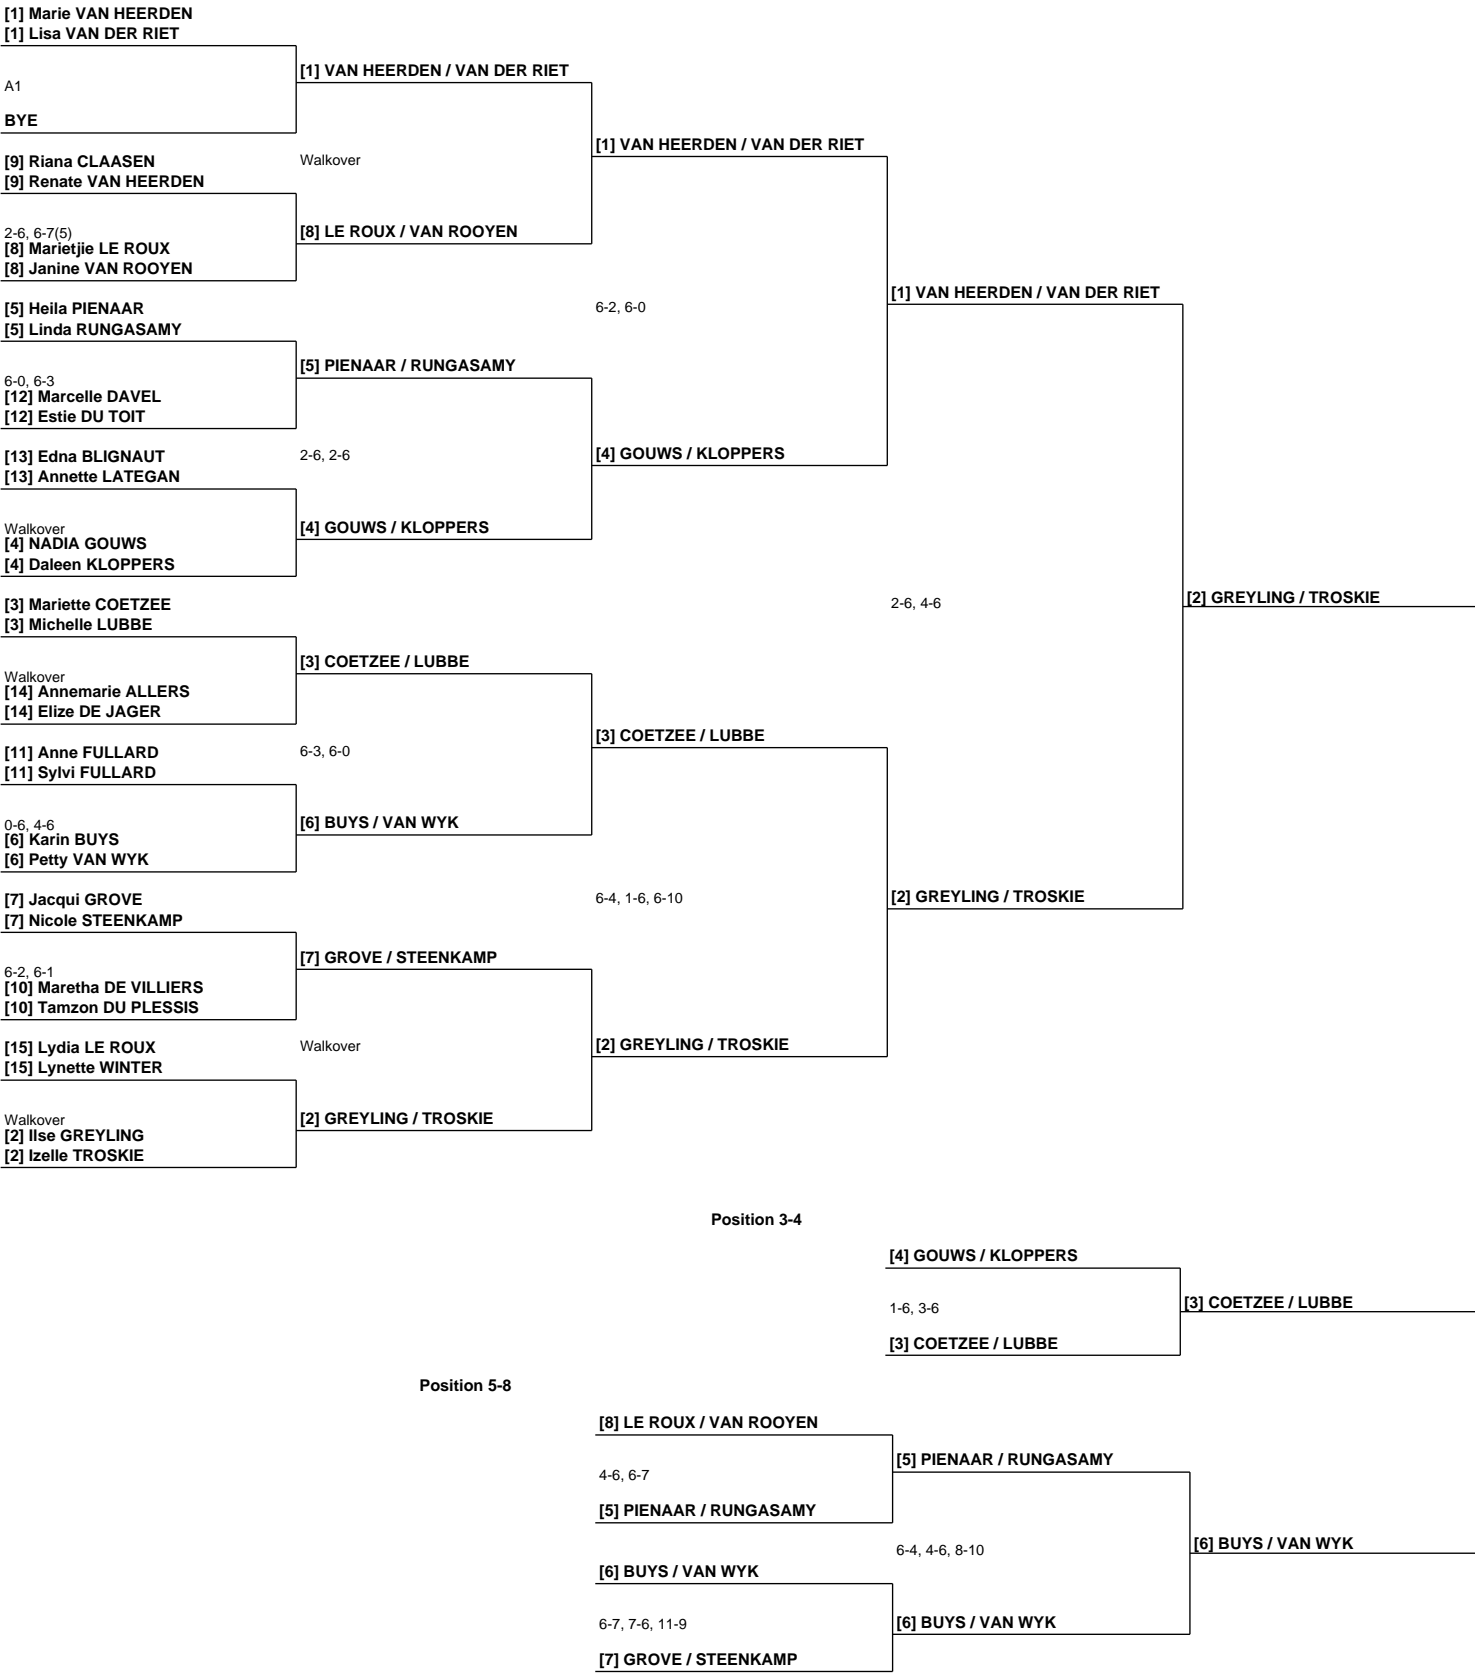 [1] Marie VAN HEERDEN
[1] Lisa VAN DER RIET
A1
BYE
[1] VAN HEERDEN / VAN DER RIET
[9] Riana CLAASEN
[9] Renate VAN HEERDEN
2-6, 6-7(5)
[8] Marietjie LE ROUX
[8] Janine VAN ROOYEN
Walkover
[8] LE ROUX / VAN ROOYEN
[1] VAN HEERDEN / VAN DER RIET
[5] Heila PIENAAR
[5] Linda RUNGASAMY
6-0, 6-3
[12] Marcelle DAVEL
[12] Estie DU TOIT
[5] PIENAAR / RUNGASAMY
6-2, 6-0
[1] VAN HEERDEN / VAN DER RIET
[13] Edna BLIGNAUT
[13] Annette LATEGAN
Walkover
[4] NADIA GOUWS
[4] Daleen KLOPPERS
2-6, 2-6
[4] GOUWS / KLOPPERS
[4] GOUWS / KLOPPERS
[3] Mariette COETZEE
[3] Michelle LUBBE
Walkover
[14] Annemarie ALLERS
[14] Elize DE JAGER
[3] COETZEE / LUBBE
2-6, 4-6
[2] GREYLING / TROSKIE
[11] Anne FULLARD
[11] Sylvi FULLARD
0-6, 4-6
[6] Karin BUYS
[6] Petty VAN WYK
6-3, 6-0
[6] BUYS / VAN WYK
[3] COETZEE / LUBBE
[7] Jacqui GROVE
[7] Nicole STEENKAMP
6-2, 6-1
[10] Maretha DE VILLIERS
[10] Tamzon DU PLESSIS
[7] GROVE / STEENKAMP
6-4, 1-6, 6-10
[2] GREYLING / TROSKIE
[15] Lydia LE ROUX
[15] Lynette WINTER
Walkover
[2] Ilse GREYLING
[2] Izelle TROSKIE
Walkover
[2] GREYLING / TROSKIE
[2] GREYLING / TROSKIE
Position 3-4
[4] GOUWS / KLOPPERS
1-6, 3-6
[3] COETZEE / LUBBE
[3] COETZEE / LUBBE
Position 5-8
[8] LE ROUX / VAN ROOYEN
4-6, 6-7
[5] PIENAAR / RUNGASAMY
[5] PIENAAR / RUNGASAMY
6-4, 4-6, 8-10
[6] BUYS / VAN WYK
[6] BUYS / VAN WYK
6-7, 7-6, 11-9
[7] GROVE / STEENKAMP
[6] BUYS / VAN WYK